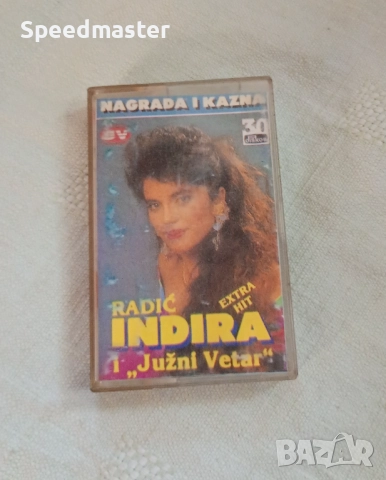 Speedmaster
NAGRADA I KAZNA
30
RADIĆ
EXTRA
HIT
INDIRA
i „Južni Vetar“
BAZAR